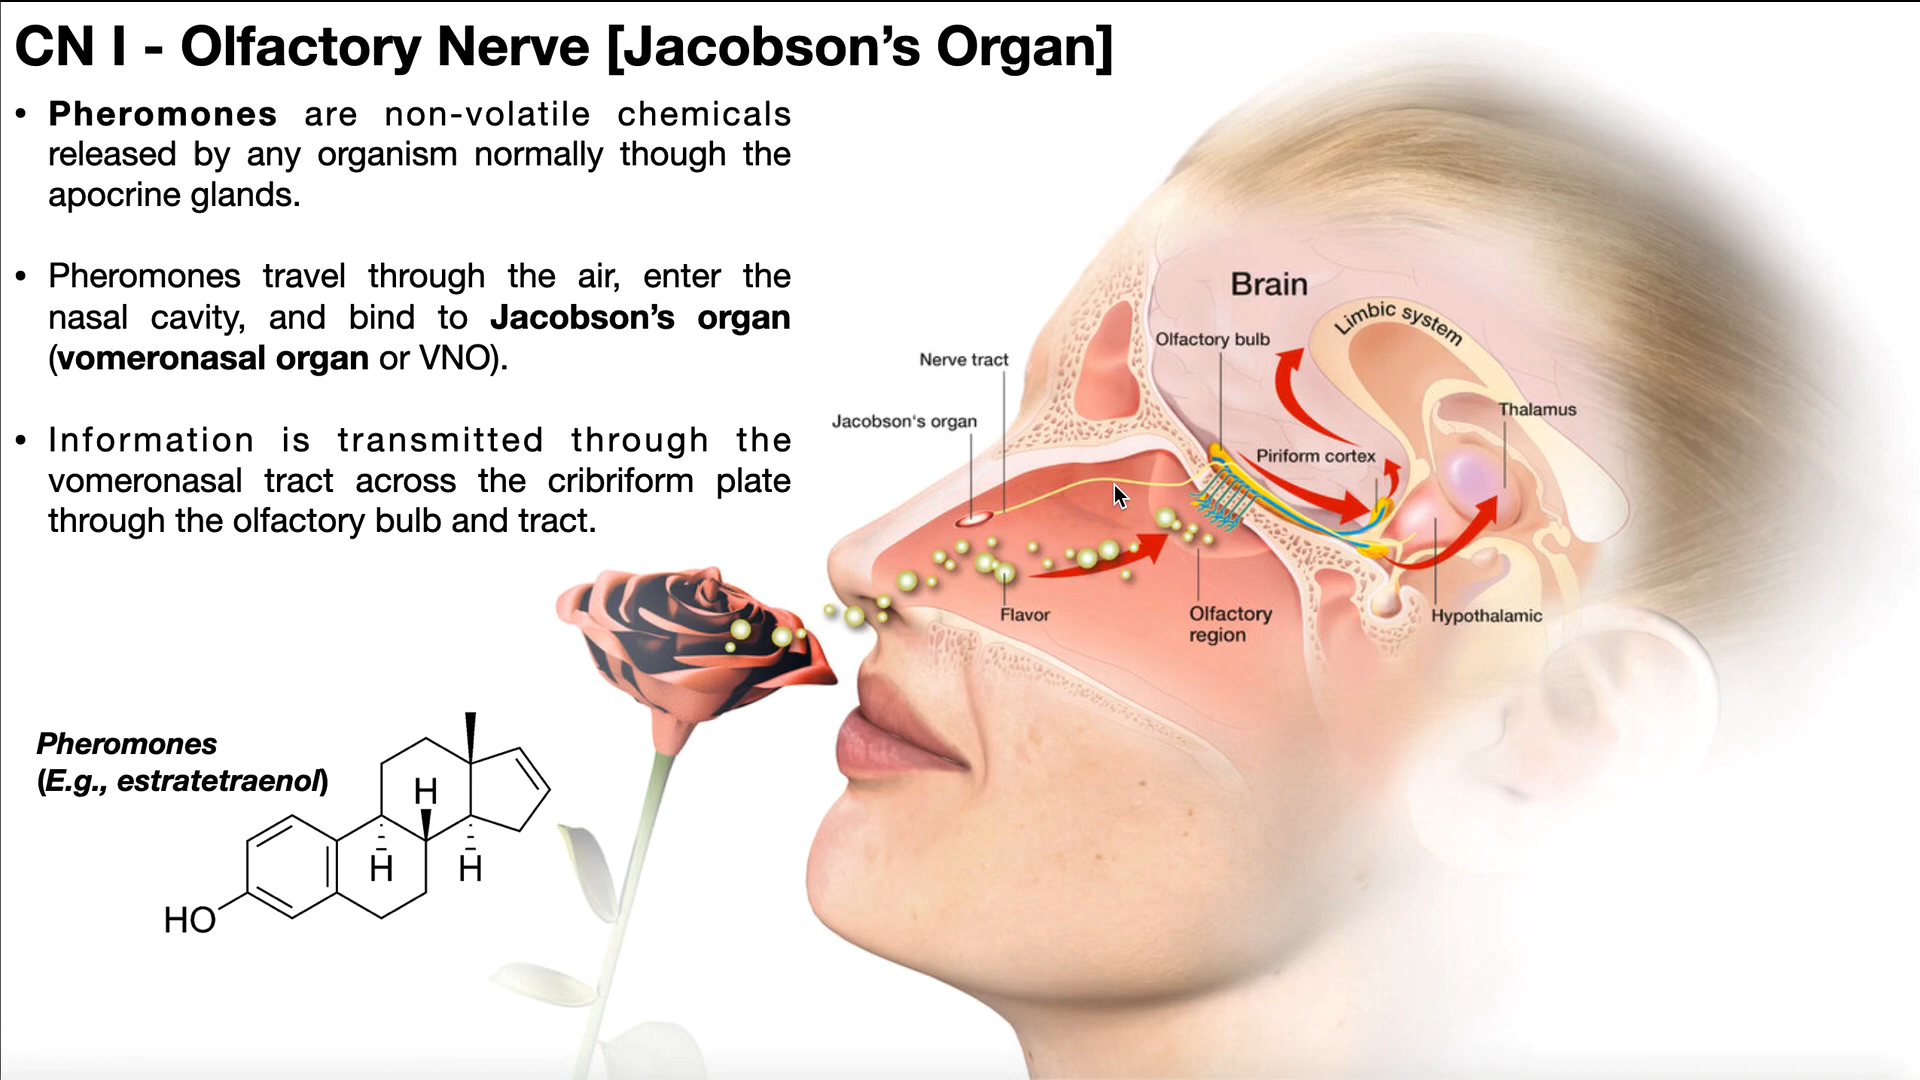 CN I - Olfactory Nerve [Jacobson’s Organ]
• Pheromones are non-volatile chemicals
released by any organism normally though the
apocrine glands.
• Pheromones travel through the air, enter the
nasal cavity, and bind to Jacobson’s organ
(vomeronasal organ or VNO).
• Information is transmitted through the
vomeronasal tract across the cribriform plate
through the olfactory bulb and tract.
Pheromones
(E.g., estratetraenol)
H
H
H
HO
Brain
Limbic system
Olfactory bulb
Nerve tract
Thalamus
Jacobson's organ
Piriform cortex
Flavor
Olfactory
region
Hypothalamic